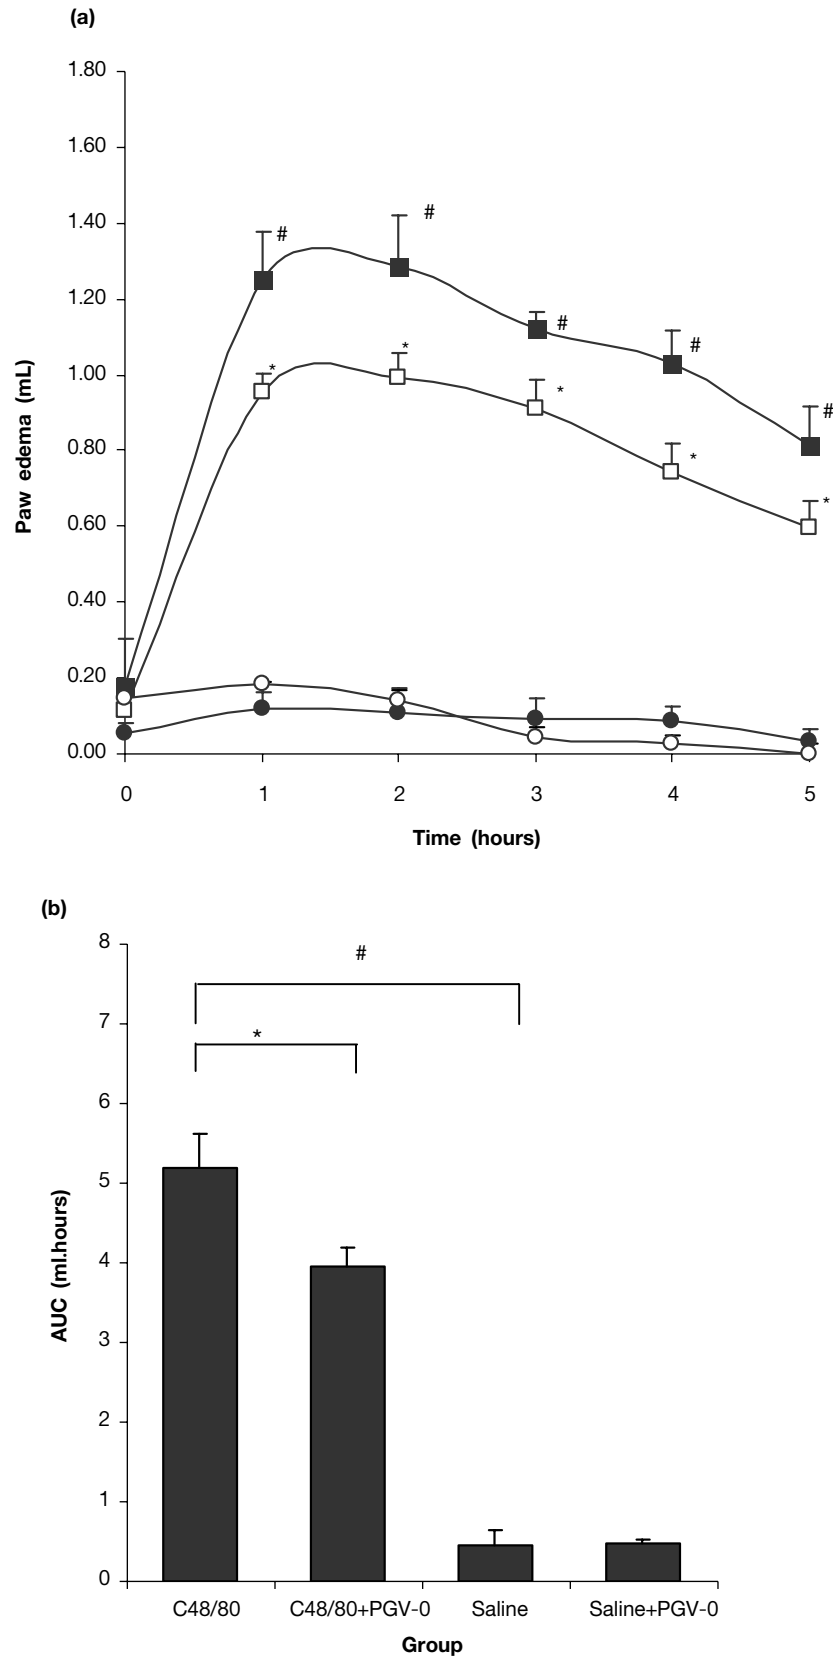 (a)
1.80
1.60
1.40
1.20
1.00
0.80
0.60
0.40
0.20
0.00
Paw edema (mL)
# # # # #
* * * * *
0 1 2 3 4 5
Time (hours)
(b)
8
7
6
5
4
3
2
1
0
AUC (ml.hours)
#
*
C48/80 C48/80+PGV-0 Saline Saline+PGV-0
Group